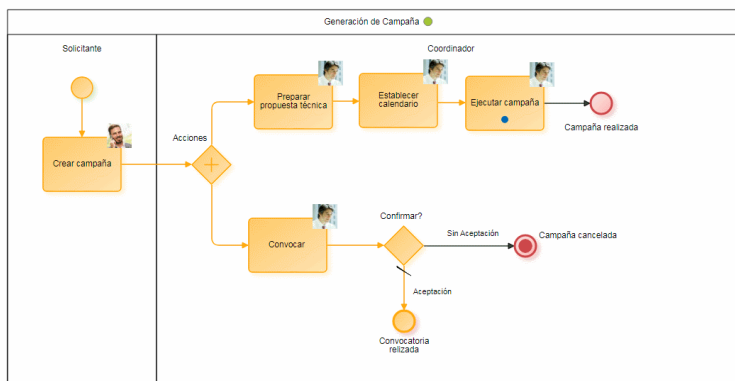 Generación de Campaña
Solicitante
Coordinador
Crear campaña
Acciones
Preparar
propuesta técnica
Establecer
calendario
Ejecutar campaña
Campaña realizada
Convocar
Confirmar?
Sin Aceptación
Campaña cancelada
Aceptación
Convocatoria
relizada